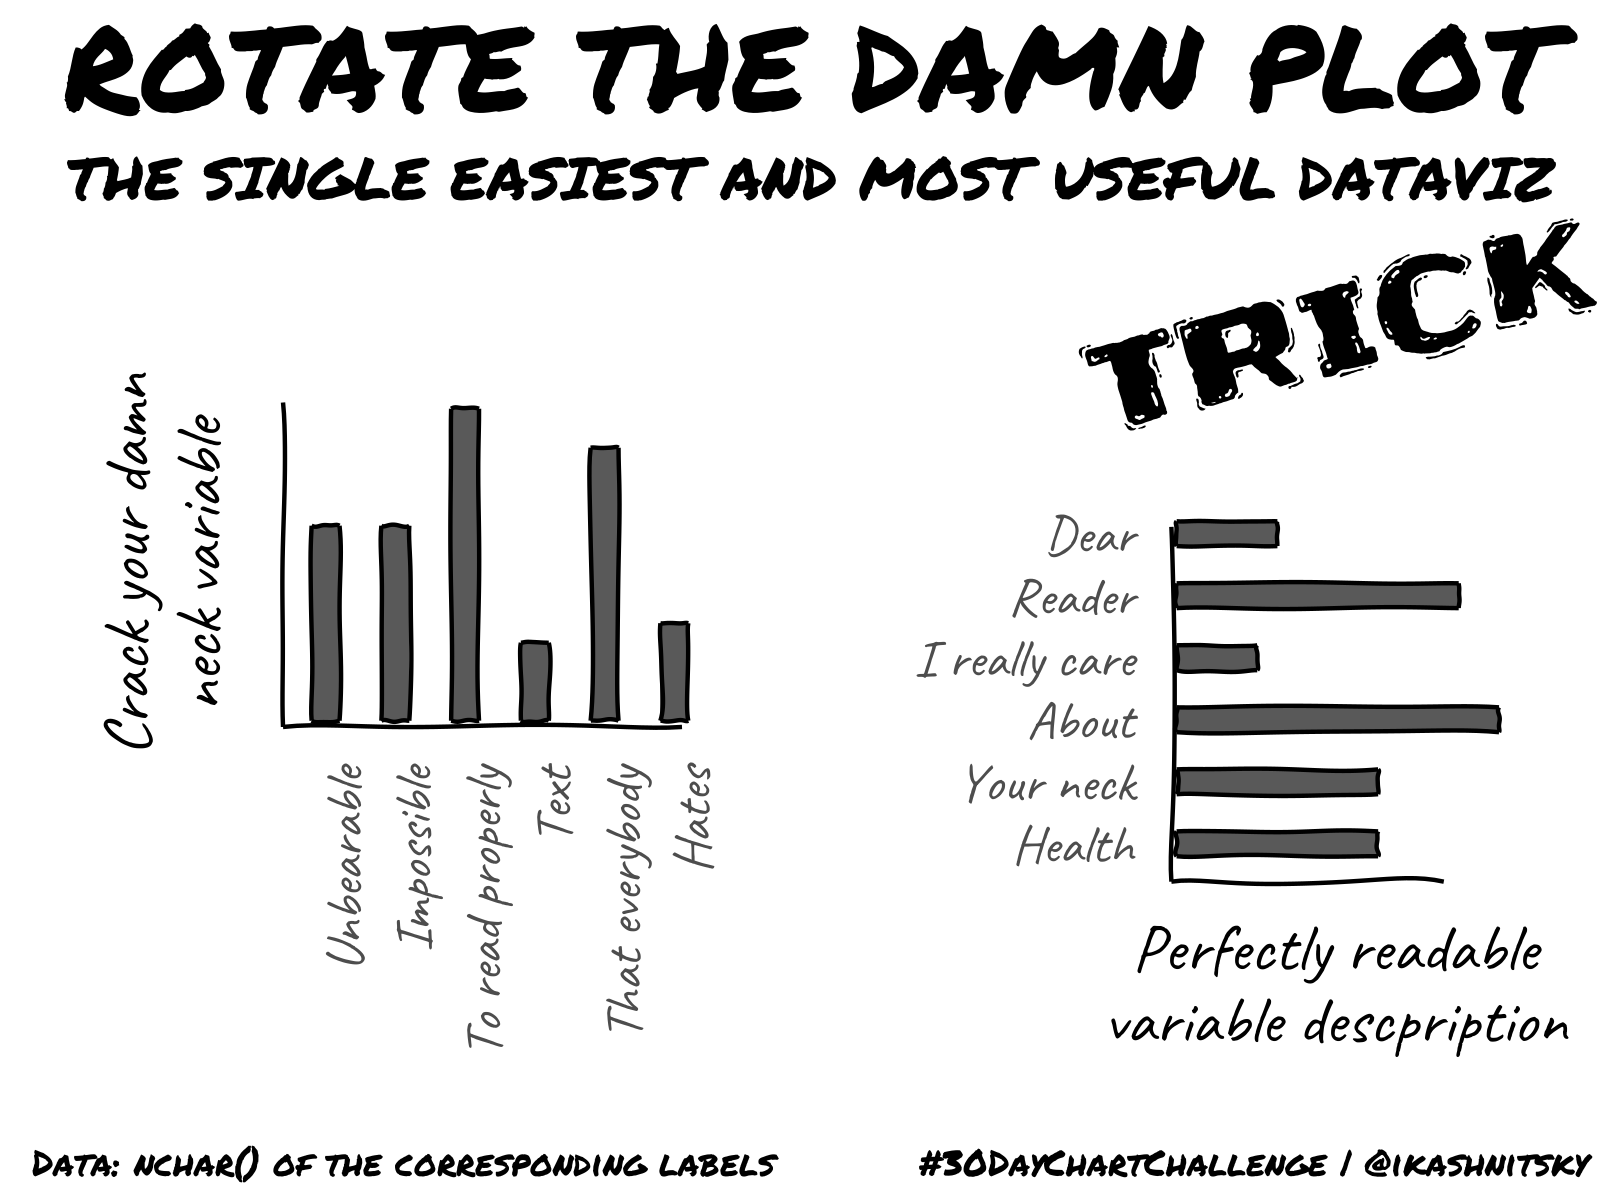 ROTATE THE DAMN PLOT
THE SINGLE EASIEST AND MOST USEFUL DATAVIZ
TRICK
Crack your damn
neck variable
Unbearable
Impossible
To read properly
Text
That everybody
Hates
Dear
Reader
I really care
About
Your neck
Health
Perfectly readable
variable descpription
DATA: NCHAR() OF THE CORRESPONDING LABELS
#30DAYCHARTCHALLENGE / @IKASHNITSKY